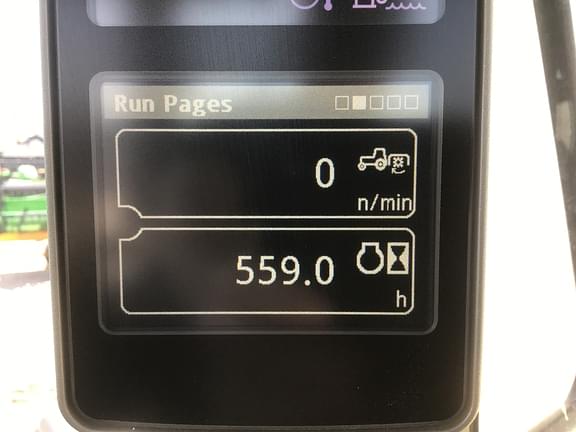 Run Pages
0
n/min
559.0
h